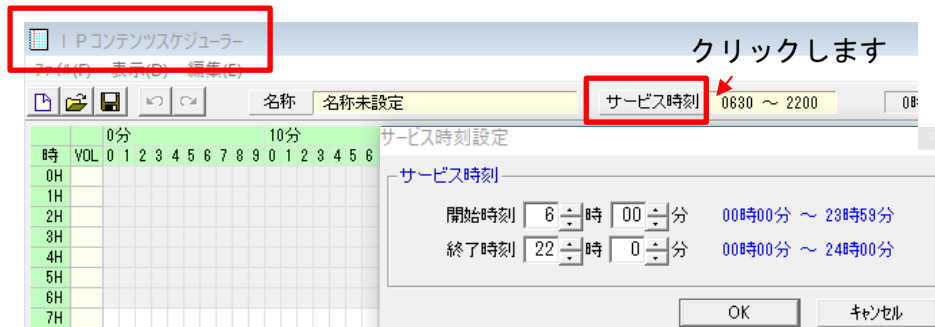 ＩＰコンテンツスケジューラー
ファイル(F) 表示(D) 編集(E)
クリックします
名称 名称未設定 サービス時刻 0630 ～ 2200
0分 10分
時 VOL 0 1 2 3 4 5 6 7 8 9 0 1 2 3 4 5 6
0H
1H
2H
3H
4H
5H
6H
7H
サービス時刻設定
サービス時刻
開始時刻 6 時 00 分 00時00分 ～ 23時59分
終了時刻 22 時 0 分 00時00分 ～ 24時00分
OK キャンセル